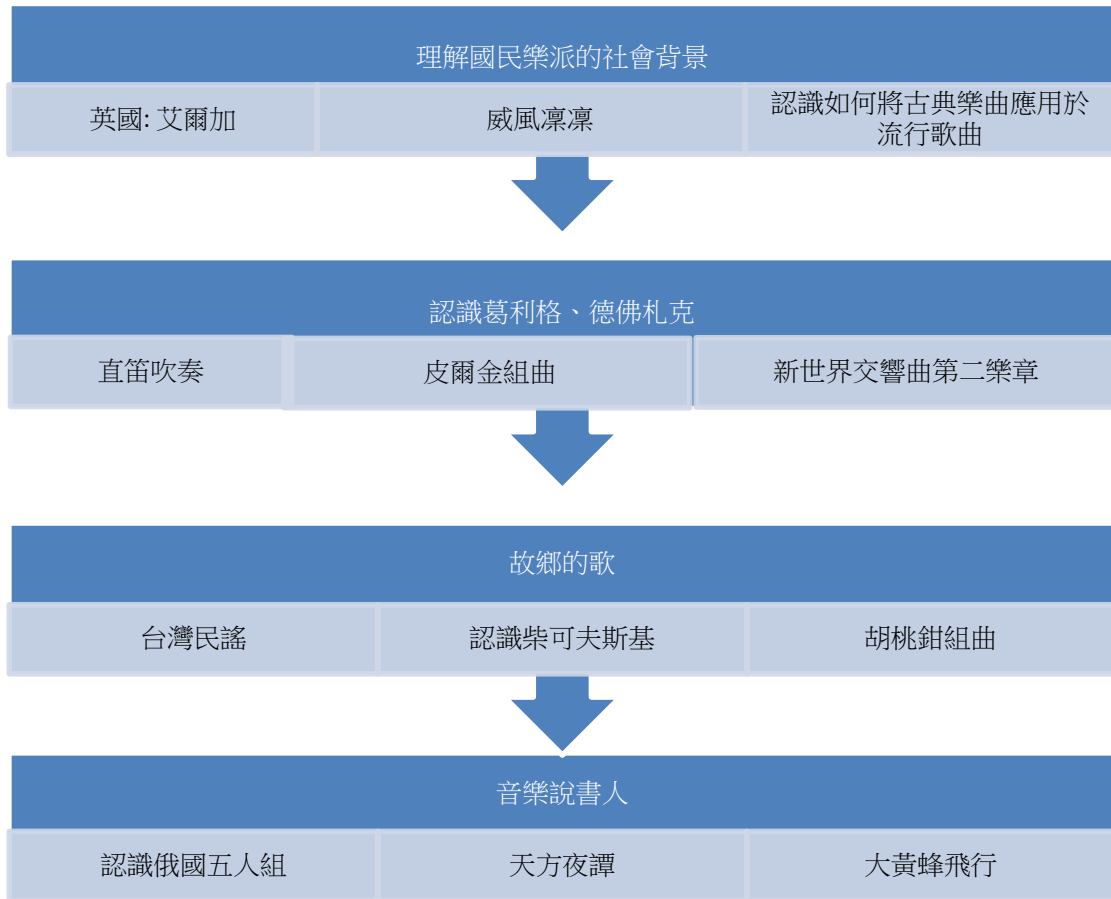 理解國民樂派的社會背景
英國: 艾爾加
威風凜凜
認識如何將古典樂曲應用於
流行歌曲
認識葛利格、德佛札克
直笛吹奏
皮爾金組曲
新世界交響曲第二樂章
故鄉的歌
台灣民謠
認識柴可夫斯基
胡桃鉗組曲
音樂說書人
認識俄國五人組
天方夜譚
大黃蜂飛行